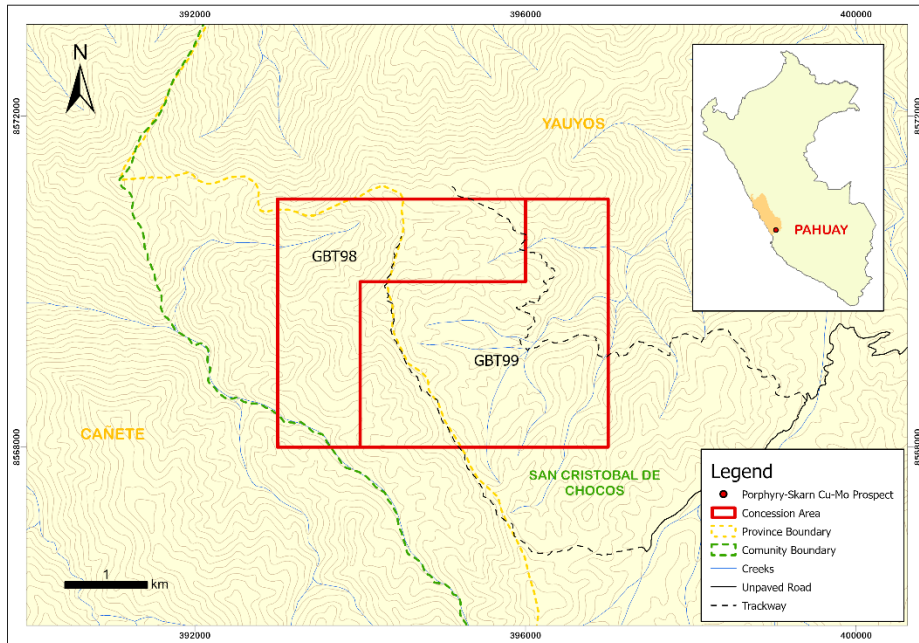 392000 396000 400000
N
8572000
8572000
YAUYOS
PAHUAY
GBT98
GBT99
CAÑETE
8568000
8568000
SAN CRISTOBAL DE
CHOCOS
Legend
Porphyry-Skarn Cu-Mo Prospect
Concession Area
Province Boundary
Comunity Boundary
Creeks
Unpaved Road
Trackway
1
km
392000 396000 400000